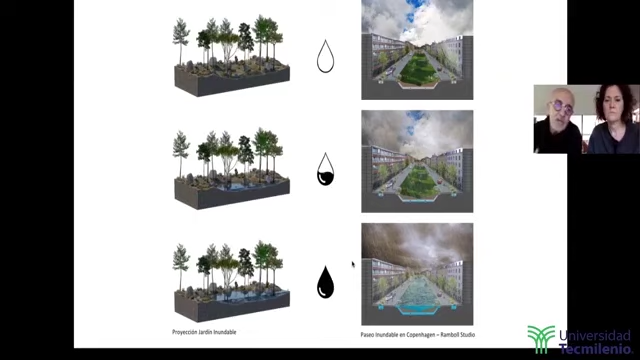 Proyección Jardín Inundable
Paseo Inundable en Copenhagen – Ramboll Studio
Universidad
Tecmilenio